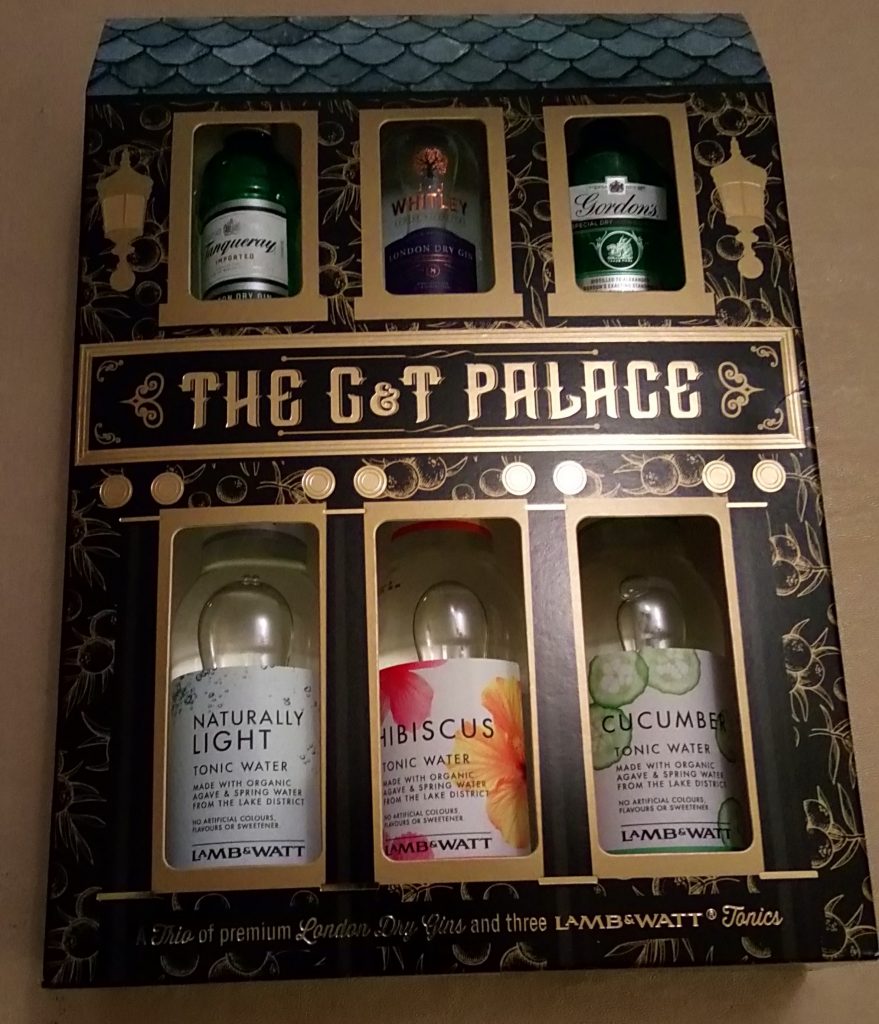 Tanqueray
IMPORTED
LONDON DRY GIN
WHITLEY
LONDON DRY GIN
Gordon's
SPECIAL DRY
THE G&T PALACE
NATURALLY
LIGHT
TONIC WATER
MADE WITH ORGANIC
AGAVE & SPRING WATER
FROM THE LAKE DISTRICT
NO ARTIFICIAL COLOURS,
FLAVOURS OR SWEETENER.
LAMB&WATT
HIBISCUS
TONIC WATER
MADE WITH ORGANIC
AGAVE & SPRING WATER
FROM THE LAKE DISTRICT
NO ARTIFICIAL COLOURS,
FLAVOURS OR SWEETENER.
LAMB&WATT
CUCUMBER
TONIC WATER
MADE WITH ORGANIC
AGAVE & SPRING WATER
FROM THE LAKE DISTRICT
NO ARTIFICIAL COLOURS,
FLAVOURS OR SWEETENER.
LAMB&WATT
A Trio of premium London Dry Gins and three LAMB&WATT® Tonics